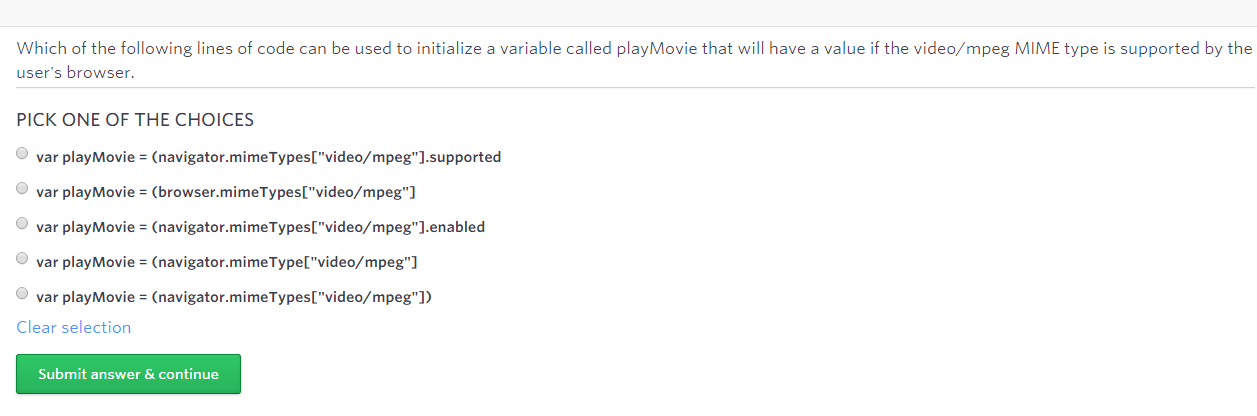 Which of the following lines of code can be used to initialize a variable called playMovie that will have a value if the video/mpeg MIME type is supported by the
user's browser.
PICK ONE OF THE CHOICES
var playMovie = (navigator.mimeTypes["video/mpeg"].supported
var playMovie = (browser.mimeTypes["video/mpeg"]
var playMovie = (navigator.mimeTypes["video/mpeg"].enabled
var playMovie = (navigator.mimeType["video/mpeg"]
var playMovie = (navigator.mimeTypes["video/mpeg"])
Clear selection
Submit answer & continue